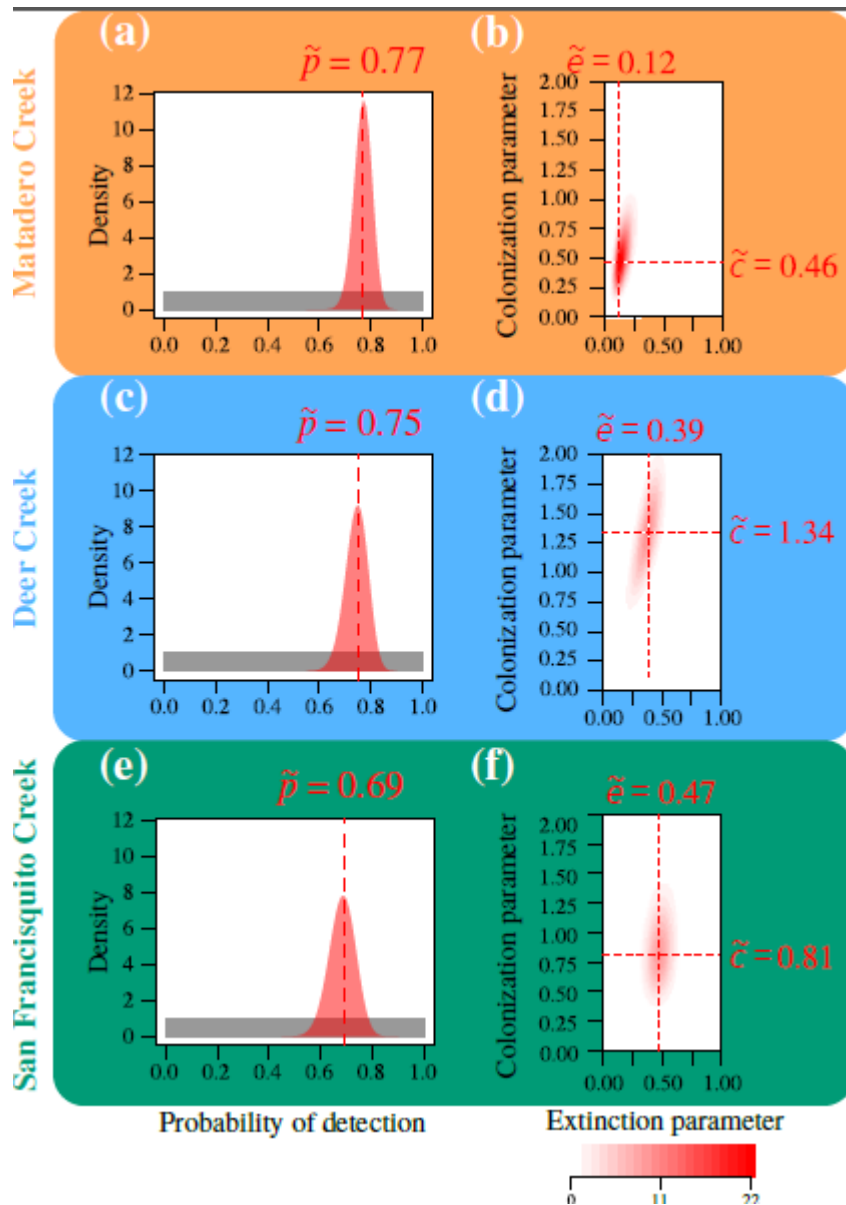 Matadero Creek
(a)
p̃ = 0.77
Density
12
10
8
6
4
2
0
0.0 0.2 0.4 0.6 0.8 1.0
(b)
ẽ = 0.12
Colonization parameter
2.00
1.75
1.50
1.25
1.00
0.75
0.50
0.25
0.00
c̃ = 0.46
0.00 0.50 1.00
Deer Creek
(c)
p̃ = 0.75
Density
12
10
8
6
4
2
0
0.0 0.2 0.4 0.6 0.8 1.0
(d)
ẽ = 0.39
Colonization parameter
2.00
1.75
1.50
1.25
1.00
0.75
0.50
0.25
0.00
c̃ = 1.34
0.00 0.50 1.00
San Francisquito Creek
(e)
p̃ = 0.69
Density
12
10
8
6
4
2
0
0.0 0.2 0.4 0.6 0.8 1.0
Probability of detection
(f)
ẽ = 0.47
Colonization parameter
2.00
1.75
1.50
1.25
1.00
0.75
0.50
0.25
0.00
c̃ = 0.81
0.00 0.50 1.00
Extinction parameter
0 11 22